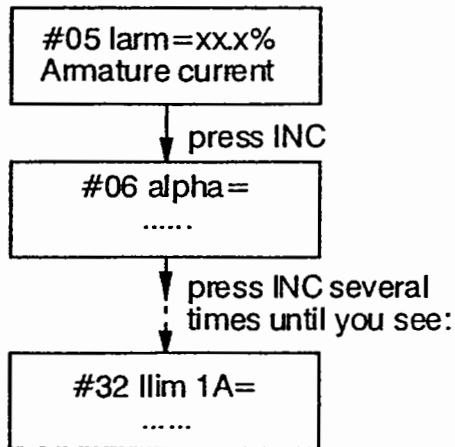 #05 Iarm=xx.x%
Armature current
press INC
#06 alpha=
......
press INC several
times until you see:
#32 Ilim 1A=
......